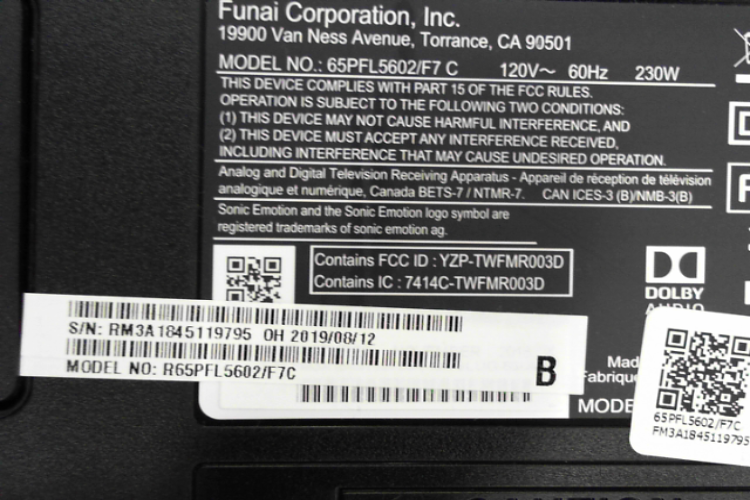 Funai Corporation, Inc.
19900 Van Ness Avenue, Torrance, CA 90501
MODEL NO.: 65PFL5602/F7 C 120V~ 60Hz 230W
THIS DEVICE COMPLIES WITH PART 15 OF THE FCC RULES.
OPERATION IS SUBJECT TO THE FOLLOWING TWO CONDITIONS:
(1) THIS DEVICE MAY NOT CAUSE HARMFUL INTERFERENCE, AND
(2) THIS DEVICE MUST ACCEPT ANY INTERFERENCE RECEIVED,
INCLUDING INTERFERENCE THAT MAY CAUSE UNDESIRED OPERATION.
Analog and Digital Television Receiving Apparatus - Appareil de réception de télévision
analogique et numérique, Canada BETS-7 / NTMR-7. CAN ICES-3 (B)/NMB-3(B)
Sonic Emotion and the Sonic Emotion logo symbol are
registered trademarks of sonic emotion ag.
Contains FCC ID : YZP-TWFMR003D
Contains IC : 7414C-TWFMR003D
DOLBY
AUDIO
S/N: RM3A1845119795 OH 2019/08/12
MODEL NO: R65PFL5602/F7C
B
Mad
Fabrique
MODE
65PFL5602/F7 C
FM3A1845119795